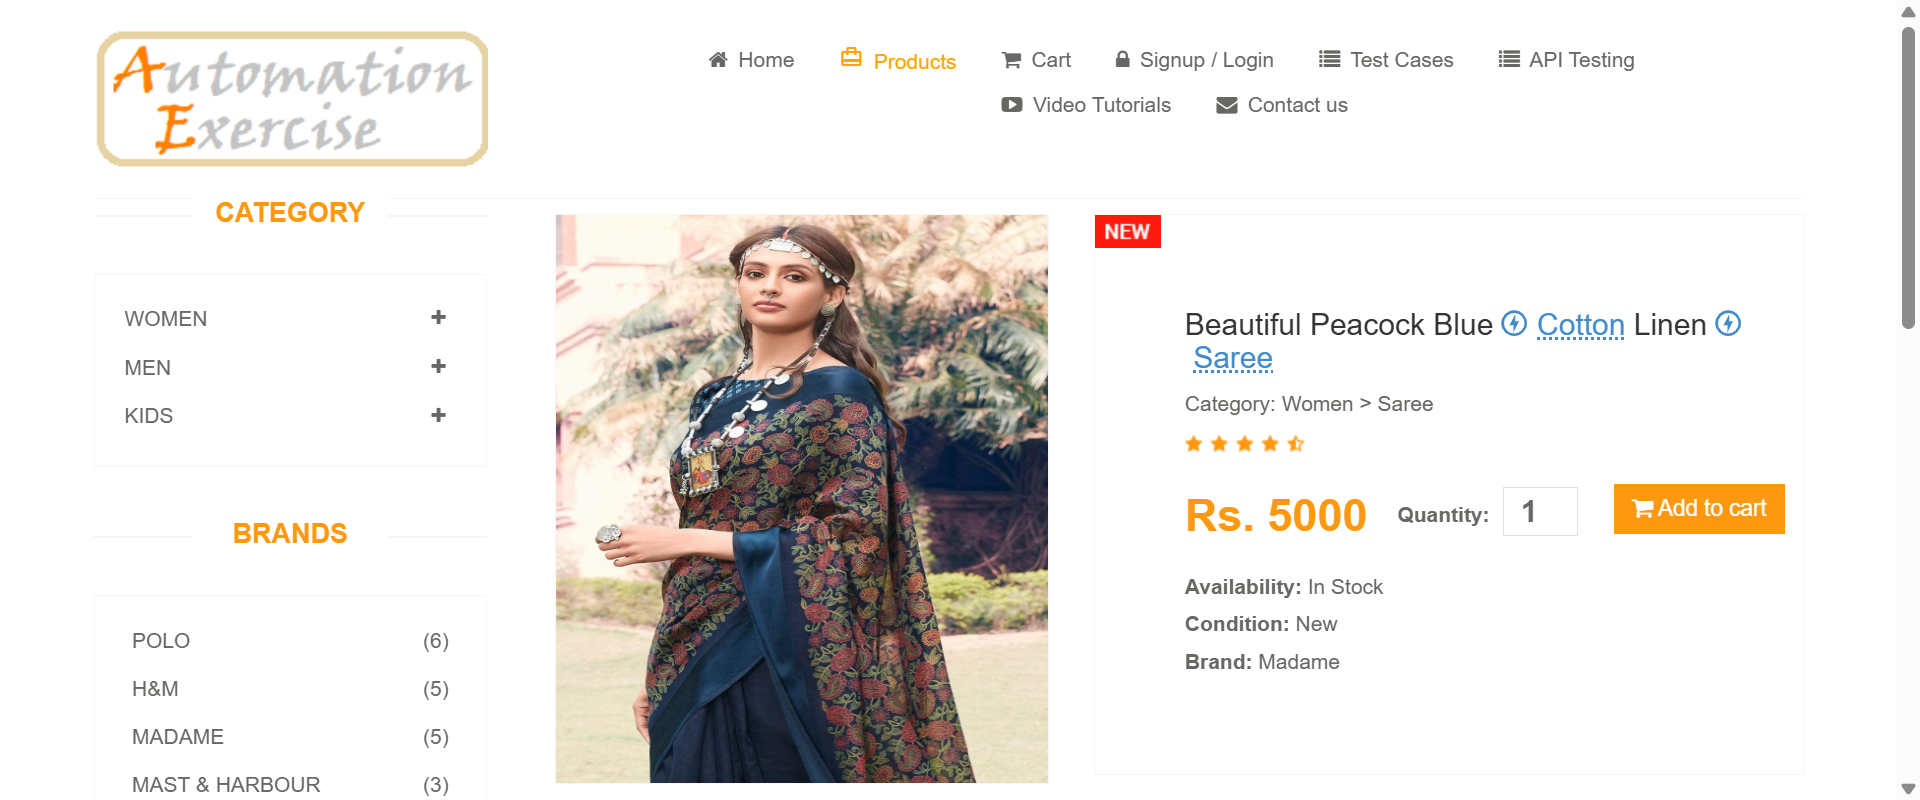 Automation
Exercise
Home
Products
Cart
Signup / Login
Test Cases
API Testing
Video Tutorials
Contact us
CATEGORY
WOMEN
MEN
KIDS
BRANDS
POLO (6)
H&M (5)
MADAME (5)
MAST & HARBOUR (3)
NEW
Beautiful Peacock Blue Cotton Linen
Saree
Category: Women > Saree
Rs. 5000 Quantity: 1 Add to cart
Availability: In Stock
Condition: New
Brand: Madame